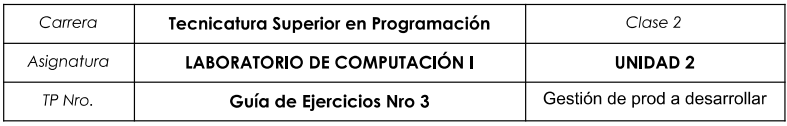 Carrera Tecnicatura Superior en Programación Clase 2
Asignatura LABORATORIO DE COMPUTACIÓN I UNIDAD 2
TP Nro. Guía de Ejercicios Nro 3 Gestión de prod a desarrollar